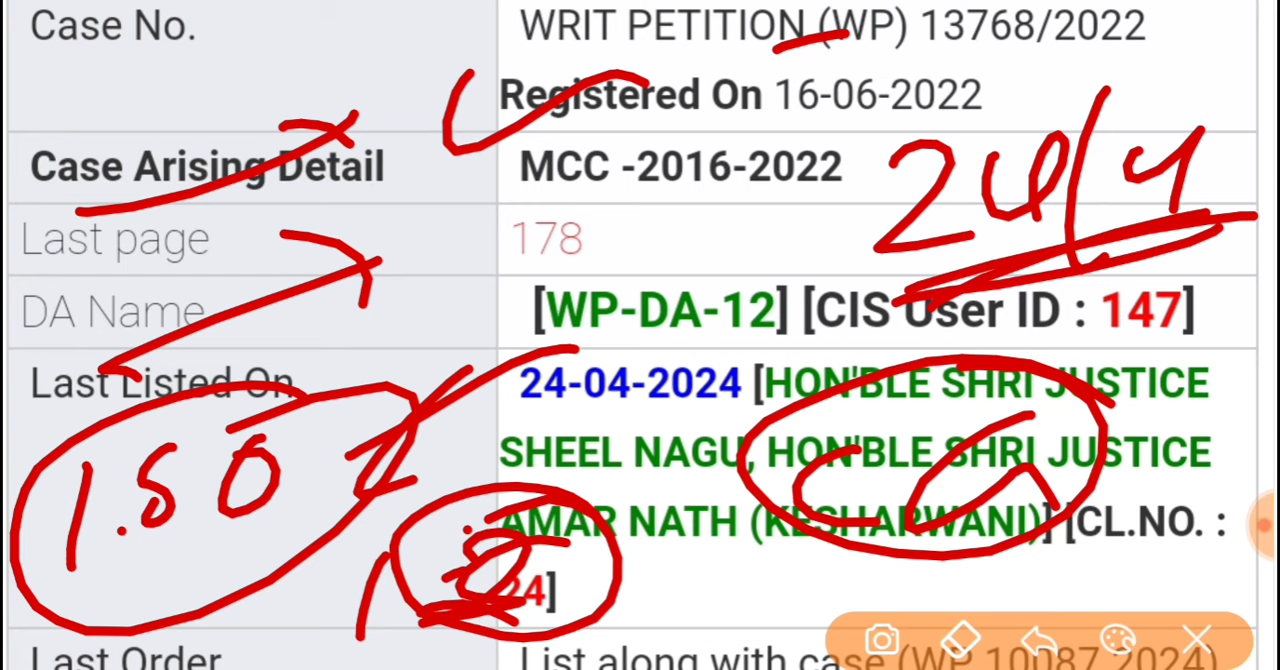 Case No. WRIT PETITION (WP) 13768/2022
Registered On 16-06-2022
Case Arising Detail MCC -2016-2022
24/4
Last page 178
DA Name [WP-DA-12] [CIS User ID : 147]
Last Listed On 24-04-2024 [HON'BLE SHRI JUSTICE
SHEEL NAGU, HON'BLE SHRI JUSTICE
1.50
AMAR NATH (KESHARWANI)] [CL.NO. :
24]
Last Order List along with case (WP 10087 2024)